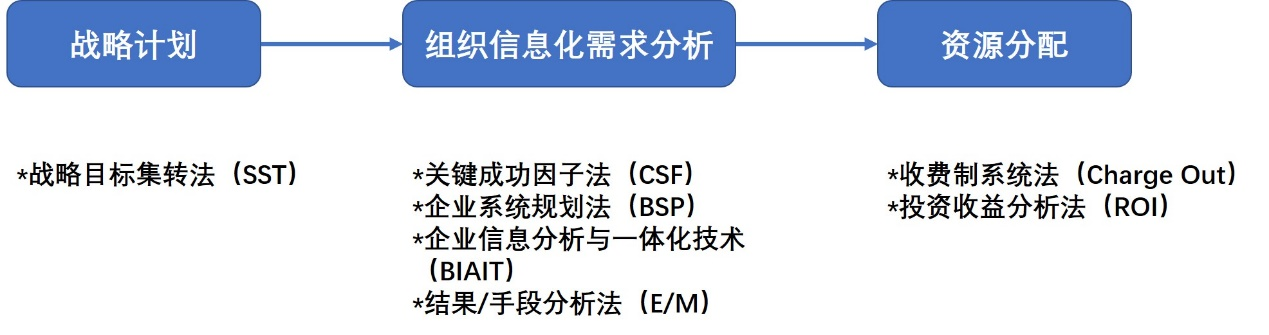 战略计划
组织信息化需求分析
资源分配
*战略目标集转法（SST）
*关键成功因子法（CSF）
*企业系统规划法（BSP）
*企业信息分析与一体化技术
（BIAIT）
*结果/手段分析法（E/M）
*收费制系统法（Charge Out）
*投资收益分析法（ROI）